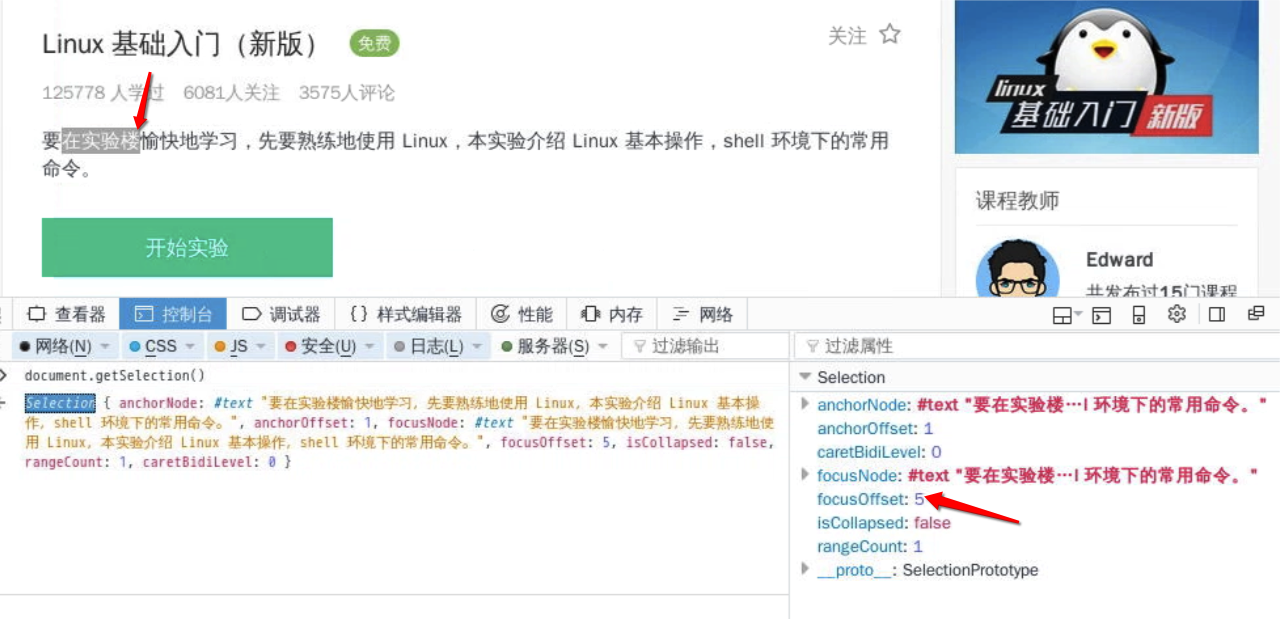 Linux 基础入门（新版） 免费
关注
125778 人学过 6081人关注 3575人评论
要在实验楼愉快地学习，先要熟练地使用 Linux，本实验介绍 Linux 基本操作，shell 环境下的常用
命令。
开始实验
linux
基础入门 新版
课程教师
Edward
共发布过15门课程
查看器 控制台 调试器 {} 样式编辑器 性能 内存 网络
网络(N) CSS JS 安全(U) 日志(L) 服务器(S) 过滤输出
document.getSelection()
Selection { anchorNode: #text "要在实验楼愉快地学习，先要熟练地使用 Linux，本实验介绍 Linux 基本操
作，shell 环境下的常用命令。", anchorOffset: 1, focusNode: #text "要在实验楼愉快地学习，先要熟练地使
用 Linux，本实验介绍 Linux 基本操作，shell 环境下的常用命令。", focusOffset: 5, isCollapsed: false,
rangeCount: 1, caretBidiLevel: 0 }
过滤属性
Selection
anchorNode: #text "要在实验楼…l 环境下的常用命令。"
anchorOffset: 1
caretBidiLevel: 0
focusNode: #text "要在实验楼…l 环境下的常用命令。"
focusOffset: 5
isCollapsed: false
rangeCount: 1
__proto__: SelectionPrototype